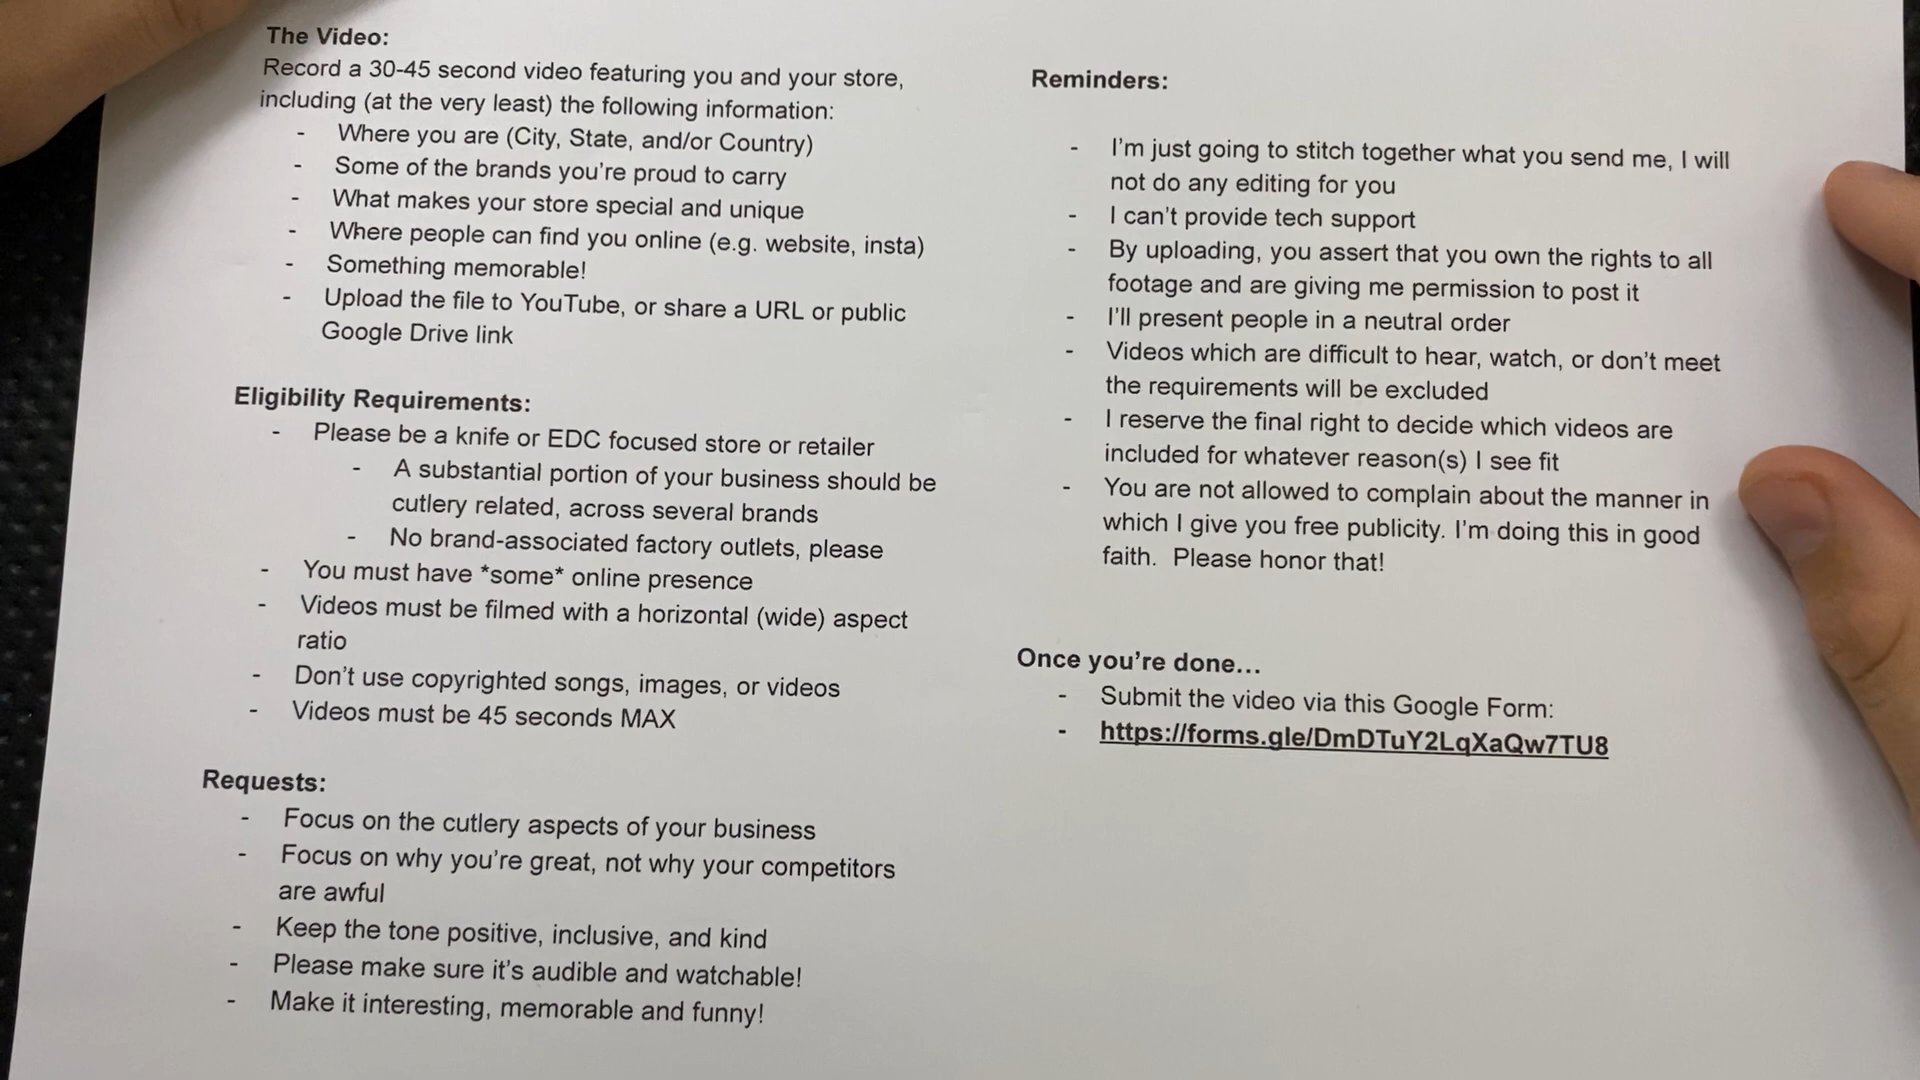 The Video:
Record a 30-45 second video featuring you and your store,
including (at the very least) the following information:
- Where you are (City, State, and/or Country)
- Some of the brands you're proud to carry
- What makes your store special and unique
- Where people can find you online (e.g. website, insta)
- Something memorable!
- Upload the file to YouTube, or share a URL or public
Google Drive link
Eligibility Requirements:
- Please be a knife or EDC focused store or retailer
- A substantial portion of your business should be
cutlery related, across several brands
- No brand-associated factory outlets, please
- You must have *some* online presence
- Videos must be filmed with a horizontal (wide) aspect
ratio
- Don't use copyrighted songs, images, or videos
- Videos must be 45 seconds MAX
Requests:
- Focus on the cutlery aspects of your business
- Focus on why you're great, not why your competitors
are awful
- Keep the tone positive, inclusive, and kind
- Please make sure it's audible and watchable!
- Make it interesting, memorable and funny!
Reminders:
- I'm just going to stitch together what you send me, I will
not do any editing for you
- I can't provide tech support
- By uploading, you assert that you own the rights to all
footage and are giving me permission to post it
- I'll present people in a neutral order
- Videos which are difficult to hear, watch, or don't meet
the requirements will be excluded
- I reserve the final right to decide which videos are
included for whatever reason(s) I see fit
- You are not allowed to complain about the manner in
which I give you free publicity. I'm doing this in good
faith. Please honor that!
Once you're done...
- Submit the video via this Google Form:
- https://forms.gle/DmDTuY2LqXaQw7TU8